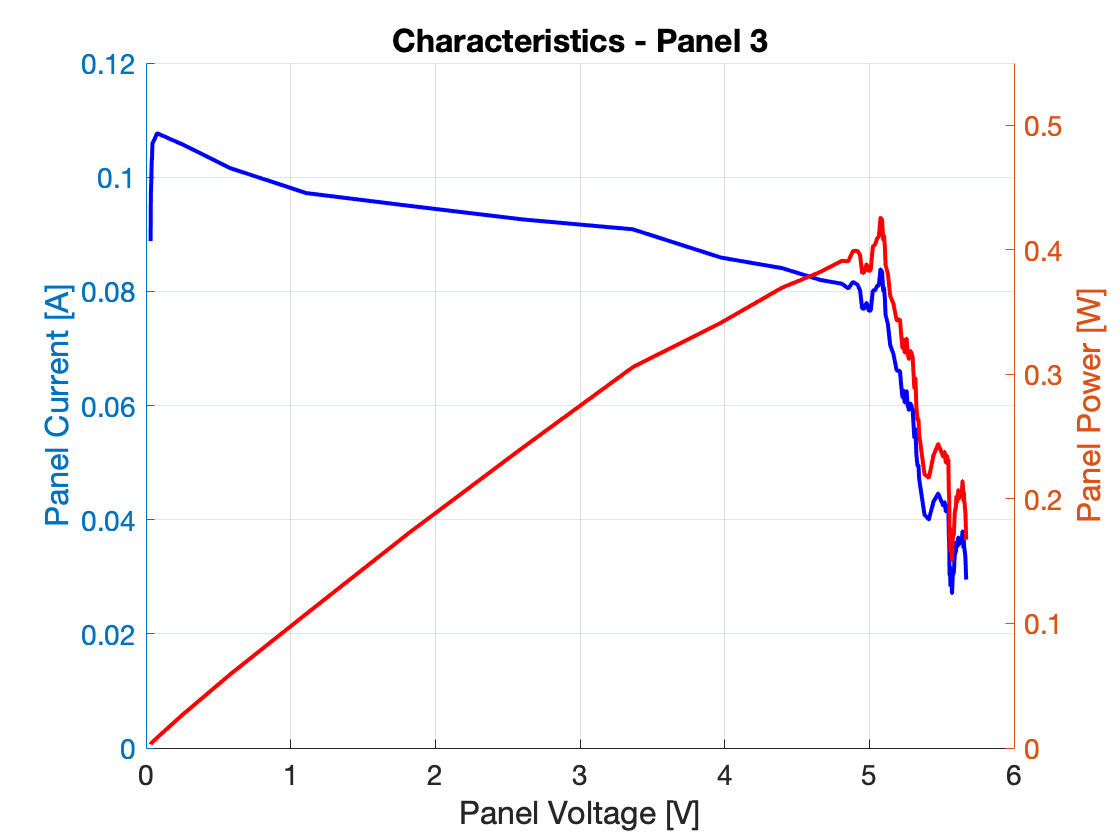 Characteristics - Panel 3
0.12
0.1
0.08
0.06
0.04
0.02
0
Panel Current [A]
0.5
0.4
0.3
0.2
0.1
0
Panel Power [W]
0 1 2 3 4 5 6
Panel Voltage [V]